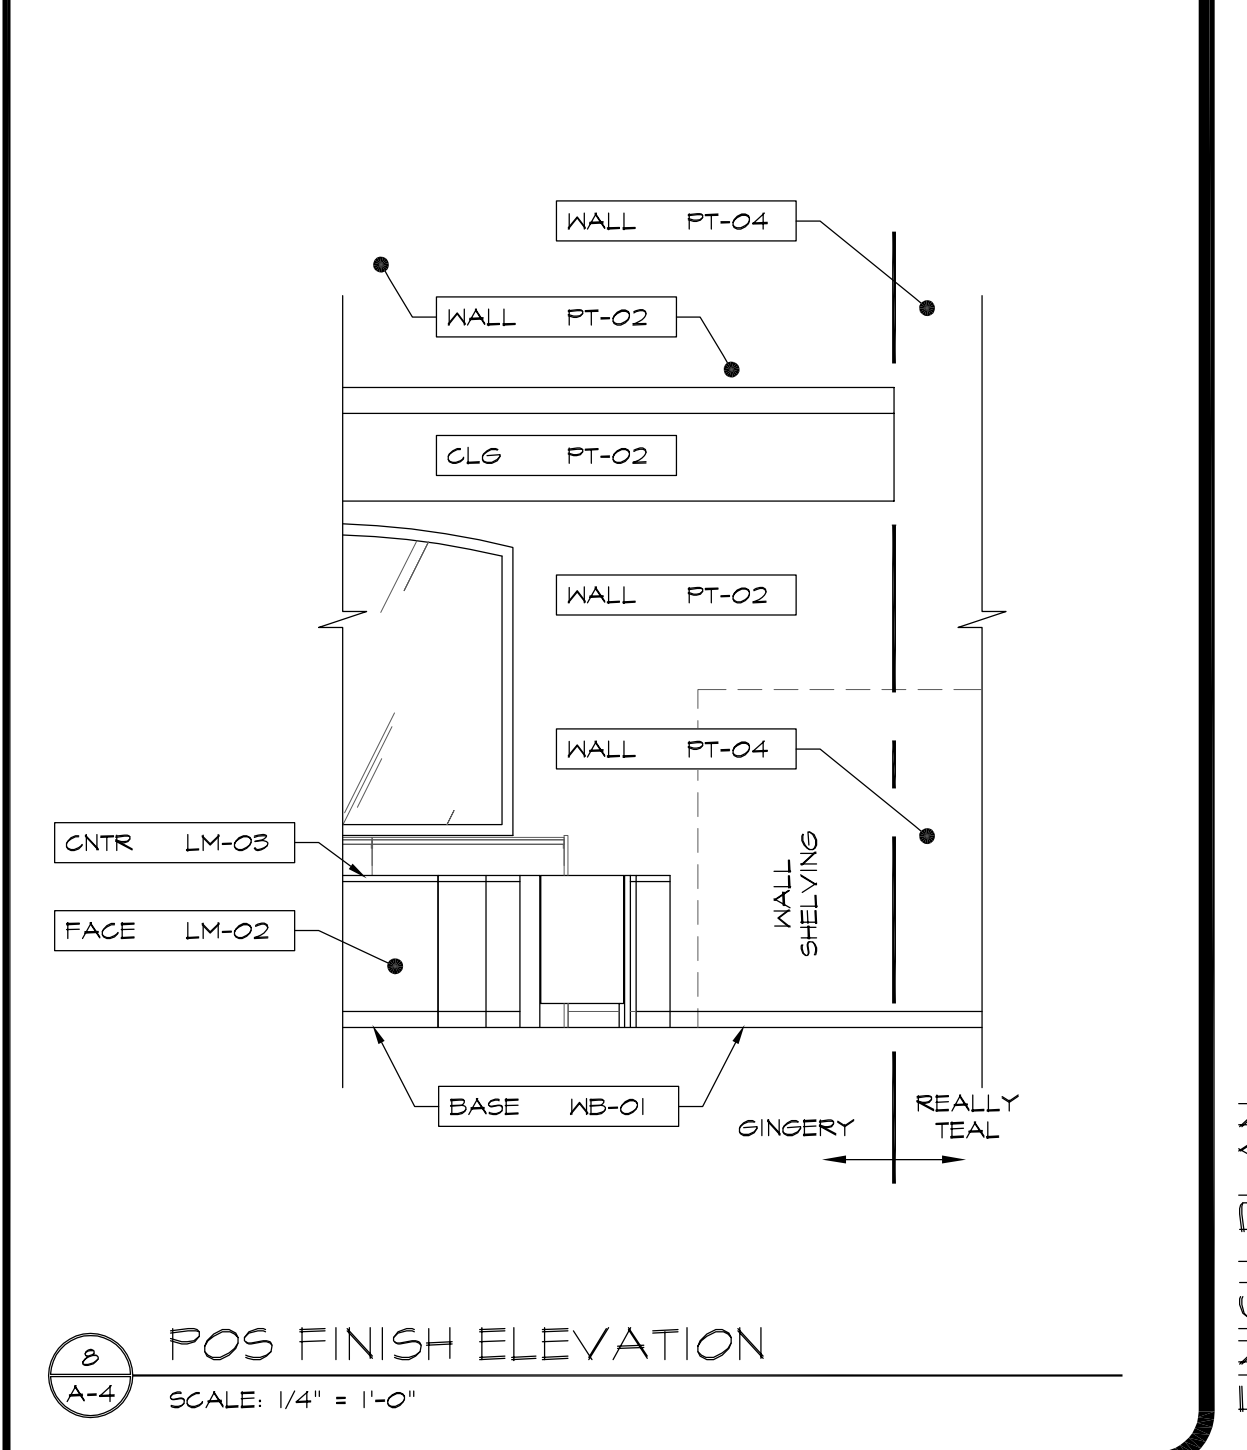 WALL PT-04
WALL PT-02
CLG PT-02
WALL PT-02
WALL PT-04
CNTR LM-03
WALL
SHELVING
FACE LM-02
BASE WB-01
GINGERY
REALLY
TEAL
8
A-4
POS FINISH ELEVATION
SCALE: 1/4" = 1'-0"